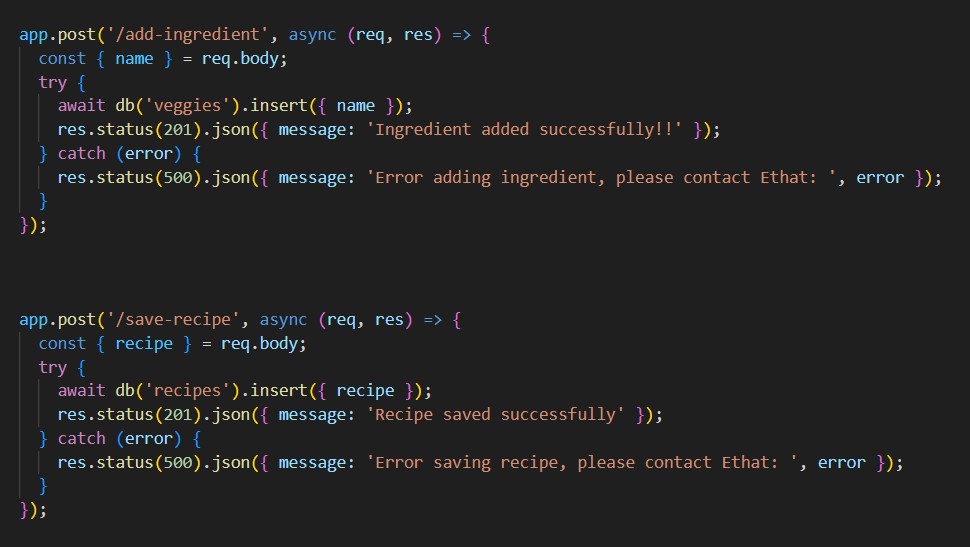 app.post('/add-ingredient', async (req, res) => {
  const { name } = req.body;
  try {
    await db('veggies').insert({ name });
    res.status(201).json({ message: 'Ingredient added successfully!!' });
  } catch (error) {
    res.status(500).json({ message: 'Error adding ingredient, please contact Ethat: ', error });
  }
});
app.post('/save-recipe', async (req, res) => {
  const { recipe } = req.body;
  try {
    await db('recipes').insert({ recipe });
    res.status(201).json({ message: 'Recipe saved successfully' });
  } catch (error) {
    res.status(500).json({ message: 'Error saving recipe, please contact Ethat: ', error });
  }
});